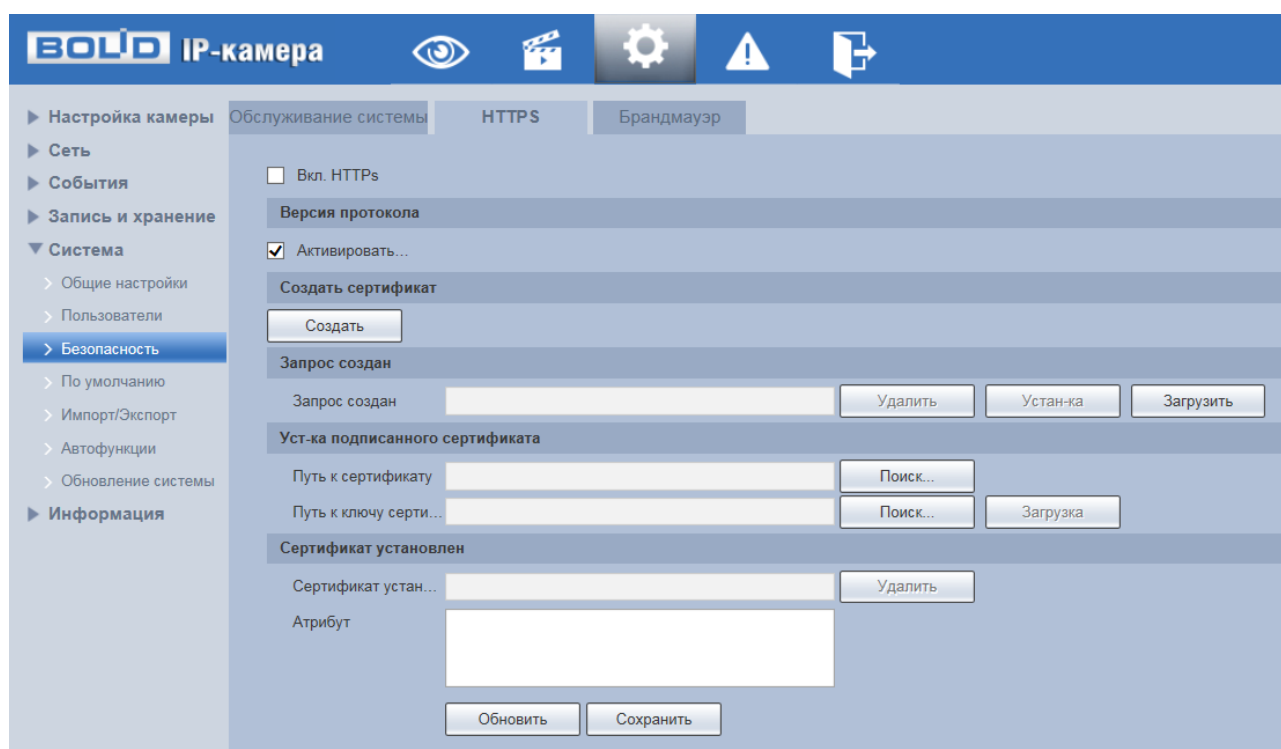 BOLID IP-камера
Настройка камеры
Сеть
События
Запись и хранение
Система
Общие настройки
Пользователи
Безопасность
По умолчанию
Импорт/Экспорт
Автофункции
Обновление системы
Информация
Обслуживание системы HTTPS Брандмауэр
Вкл. HTTPs
Версия протокола
Активировать...
Создать сертификат
Создать
Запрос создан
Запрос создан Удалить Устан-ка Загрузить
Уст-ка подписанного сертификата
Путь к сертификату Поиск...
Путь к ключу серти... Поиск... Загрузка
Сертификат установлен
Сертификат устан... Удалить
Атрибут
Обновить Сохранить